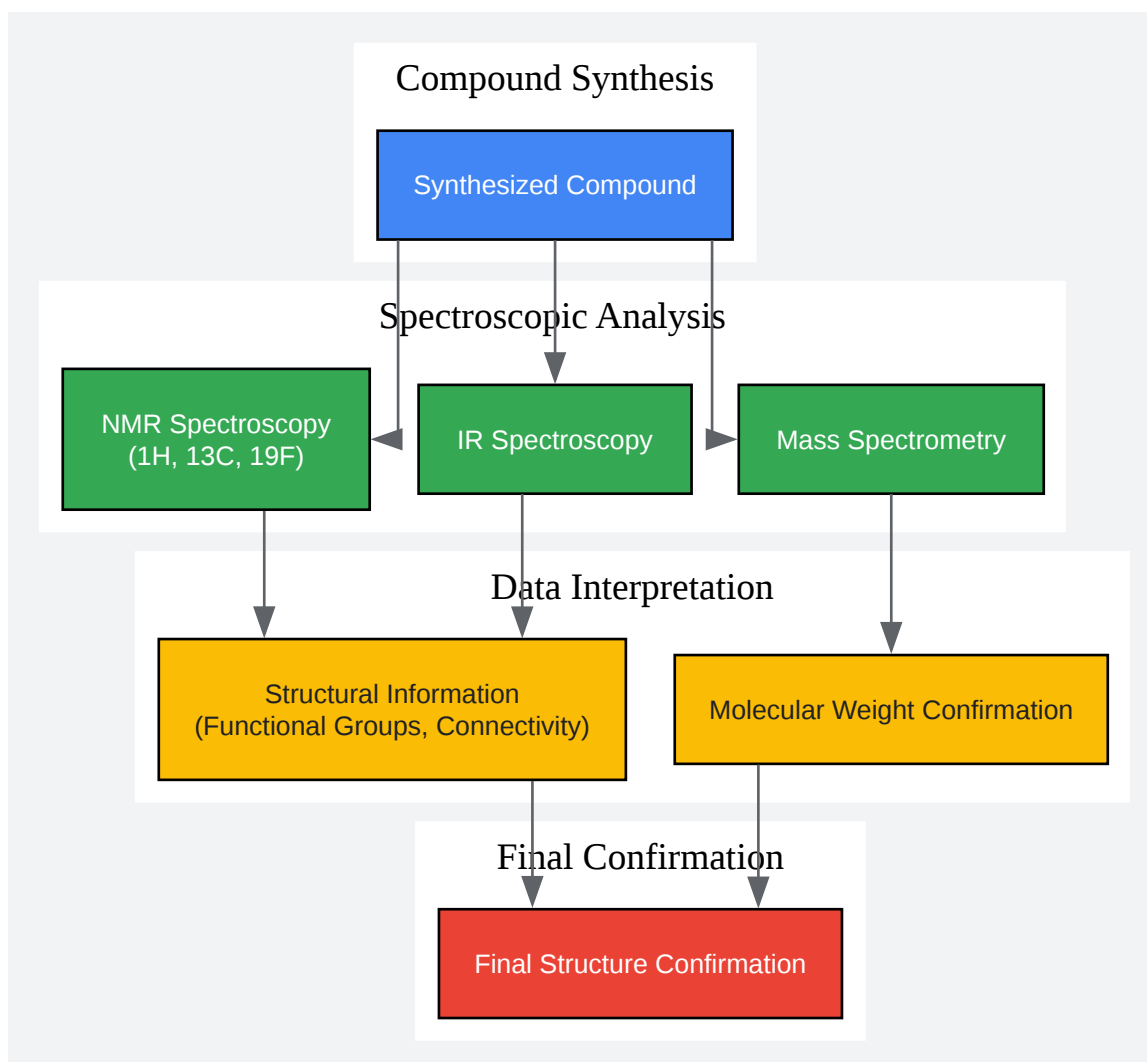 Compound Synthesis
Synthesized Compound
Spectroscopic Analysis
NMR Spectroscopy
(1H, 13C, 19F)
IR Spectroscopy
Mass Spectrometry
Data Interpretation
Structural Information
(Functional Groups, Connectivity)
Molecular Weight Confirmation
Final Confirmation
Final Structure Confirmation